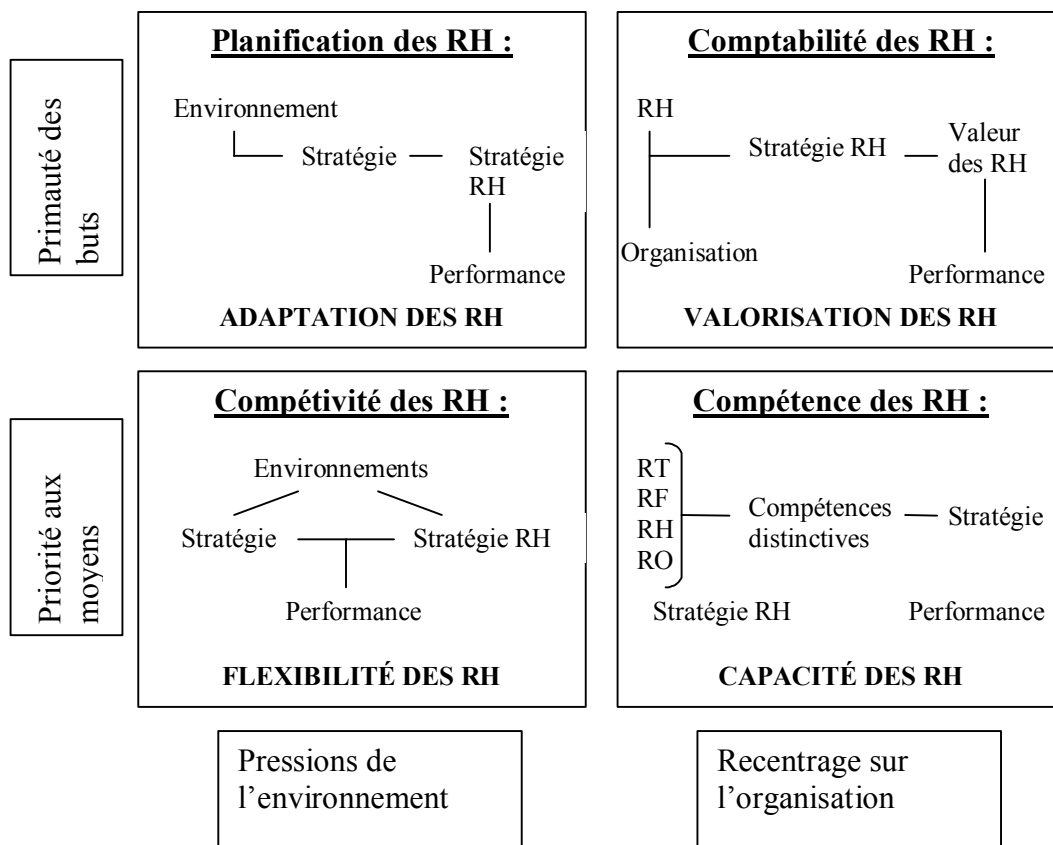 Primauté des
buts
Planification des RH :
Environnement
Stratégie
Stratégie
RH
Performance
ADAPTATION DES RH
Comptabilité des RH :
RH
Stratégie RH
Valeur
des RH
Organisation
Performance
VALORISATION DES RH
Priorité aux
moyens
Compétivité des RH :
Environnements
Stratégie
Stratégie RH
Performance
FLEXIBILITÉ DES RH
Compétence des RH :
RT
RF
RH
RO
Compétences
distinctives
Stratégie
Stratégie RH
Performance
CAPACITÉ DES RH
Pressions de
l’environnement
Recentrage sur
l’organisation